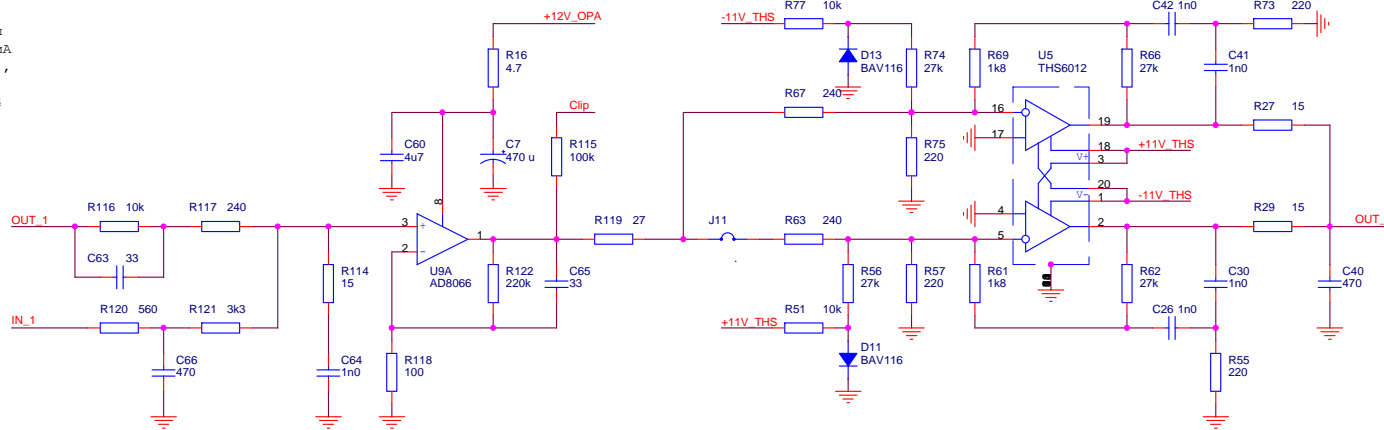 мА
,
+12V_OPA
R16
4.7
C60
4u7
C7
470 u
+
Clip
R115
100k
OUT_1
R116 10k
R117 240
C63 33
IN_1
R120 560
R121 3k3
C66
470
R114
15
C64
1n0
8
3
2
1
+
−
U9A
AD8066
R118
100
R122
220k
C65
33
R119 27
J11
R63 240
-11V_THS
R77 10k
D13
BAV116
R74
27k
R67 240
R75
220
R69
1k8
U5
THS6012
16
17
19
18
3
20
1
4
5
2
V+
V-
+11V_THS
-11V_THS
C42 1n0
R73 220
R66
27k
C41
1n0
R27 15
R56
27k
R57
220
R61
1k8
R51 10k
+11V_THS
D11
BAV116
R62
27k
C30
1n0
C26 1n0
R55
220
R29 15
OUT_
C40
470